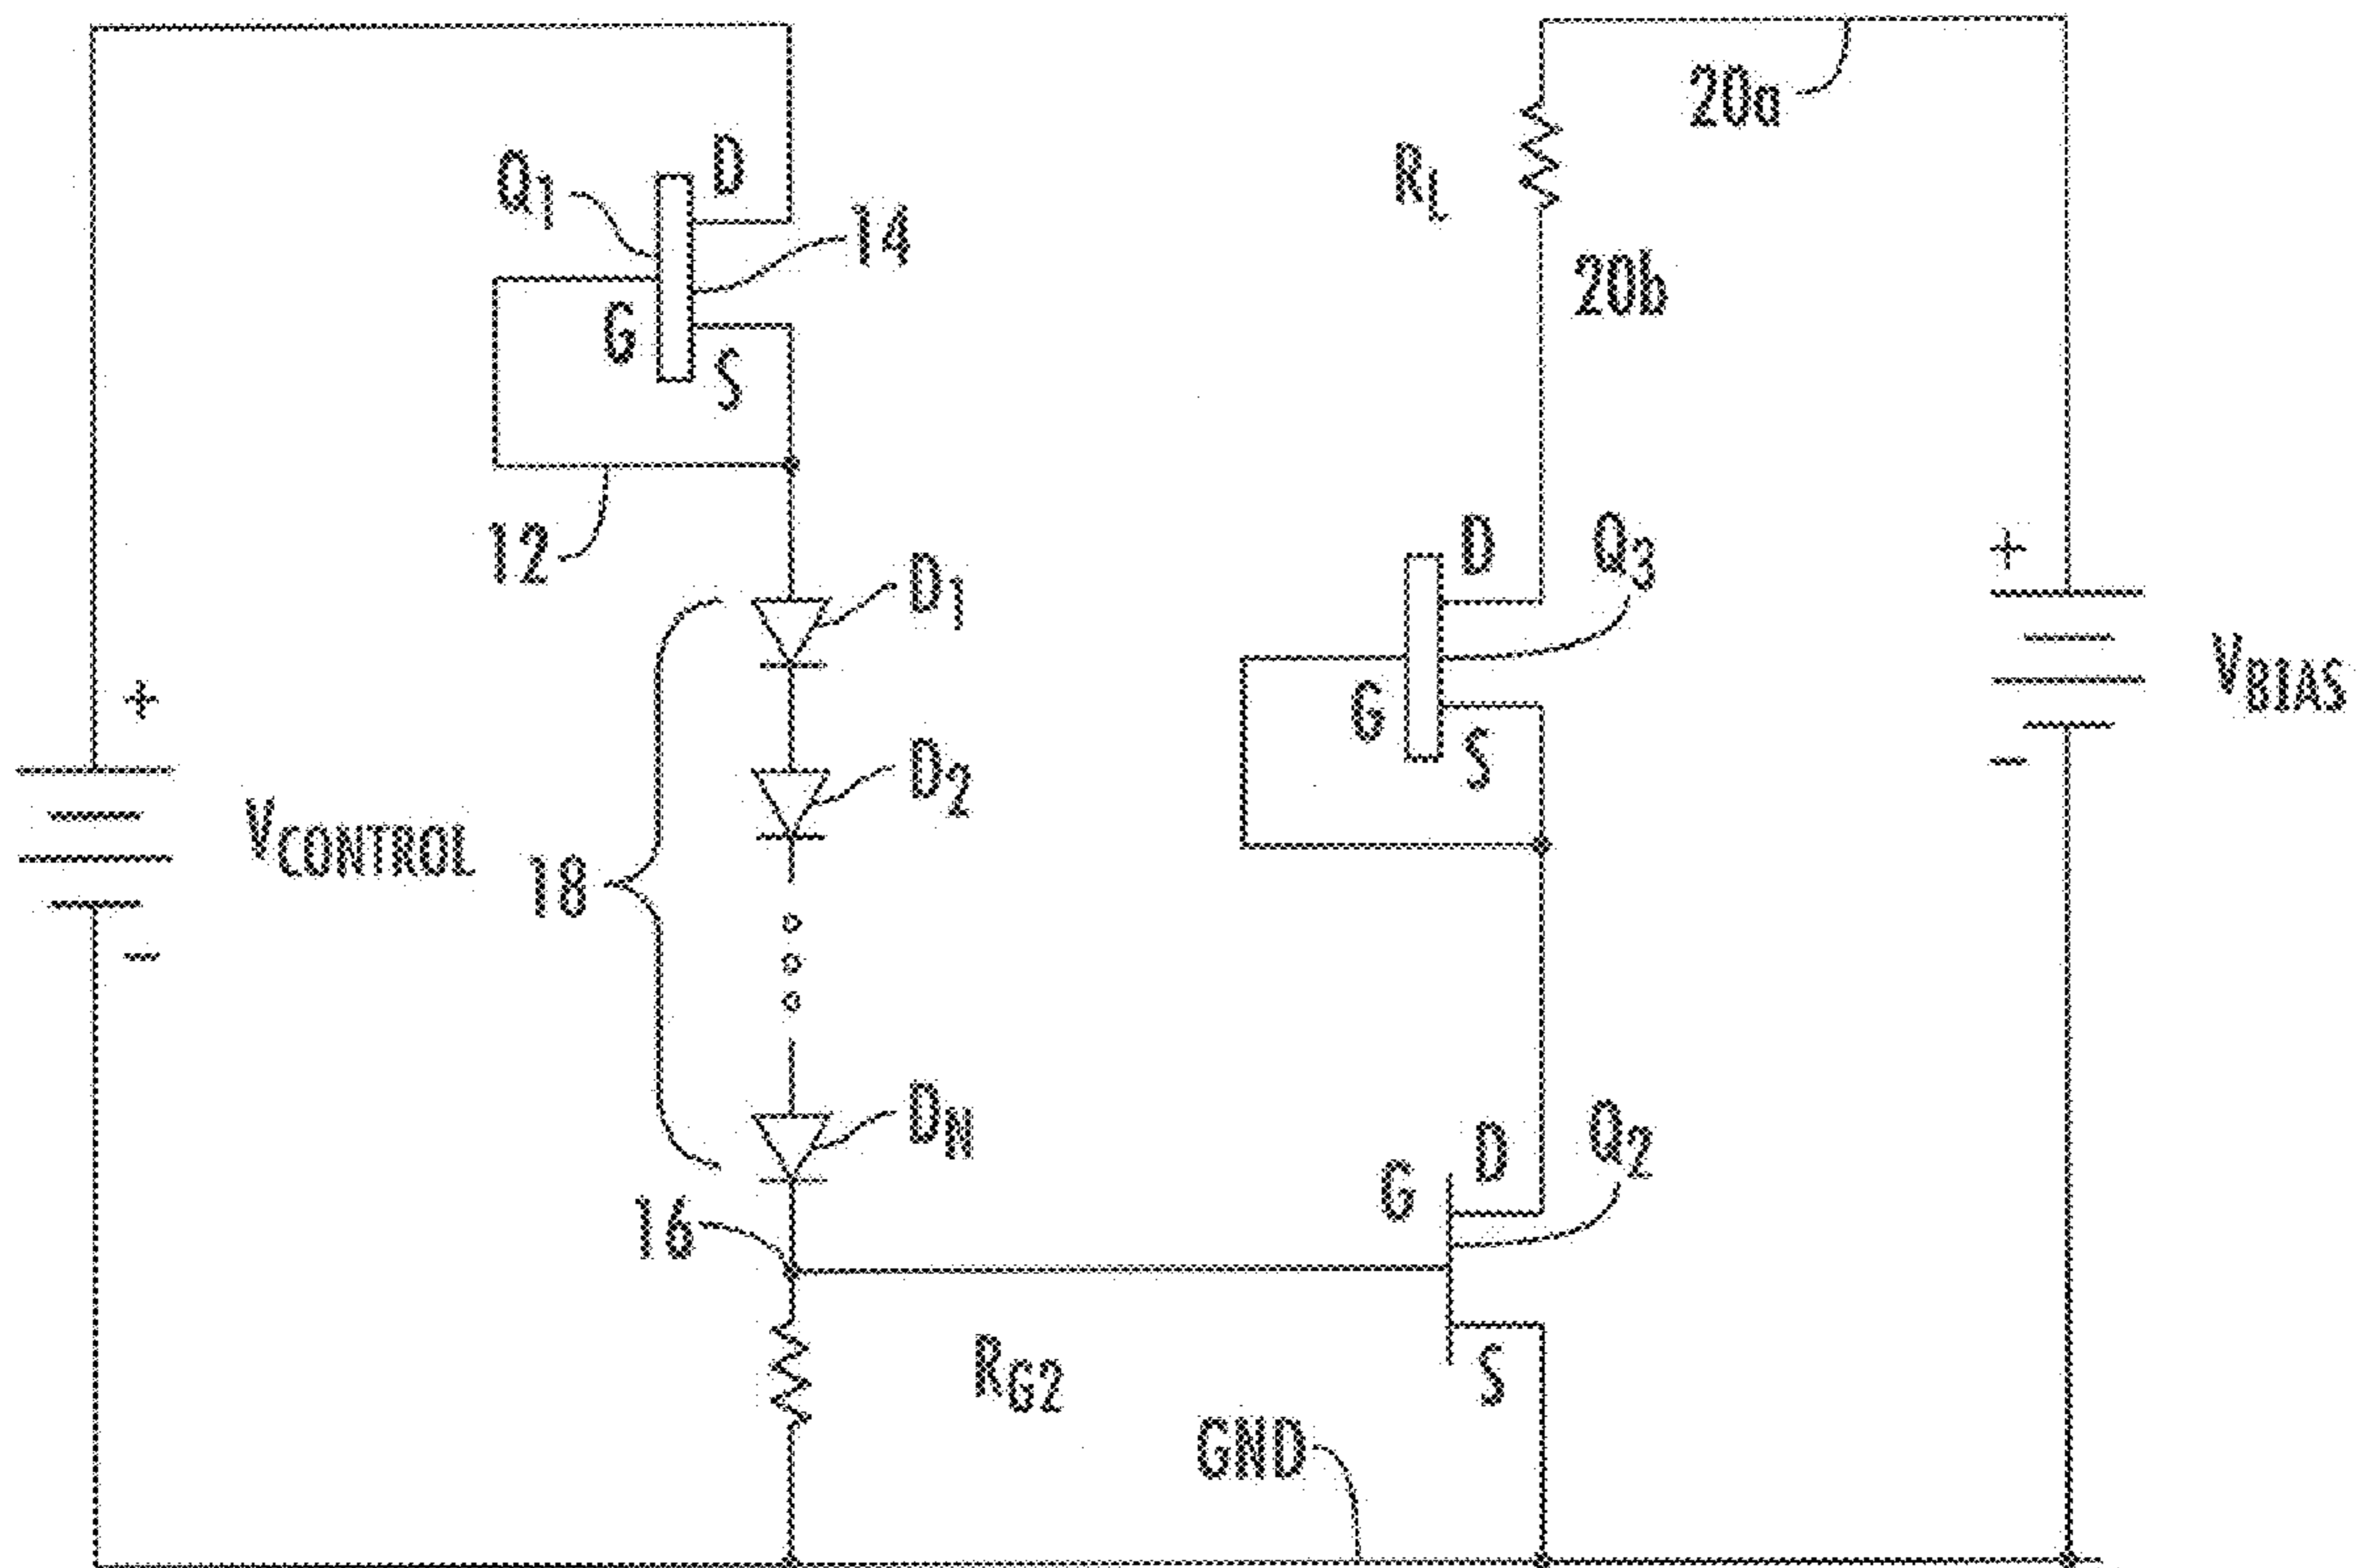 20a
D
Q1
14
RL
20b
G
S
12
D1
D
Q3
+
G
S
VBIAS
-
+
D2
VCONTROL
18
-
DN
D
Q2
G
16
S
RG2
GND